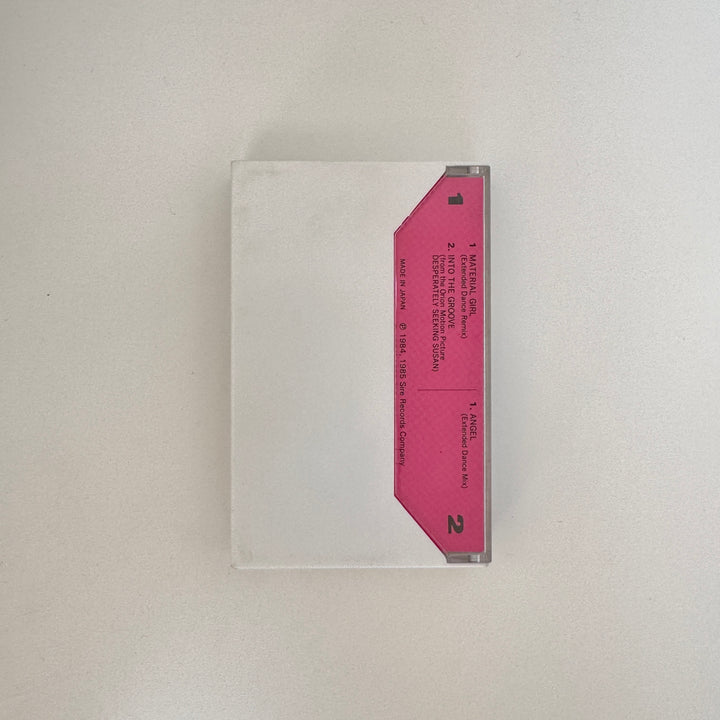 1
1 MATERIAL GIRL
(Extended Dance Remix)
2. INTO THE GROOVE
(from the Orion Motion Picture
DESPERATELY SEEKING SUSAN)
1. ANGEL
(Extended Dance Mix)
2
MADE IN JAPAN ℗ 1984, 1985 Sire Records Company